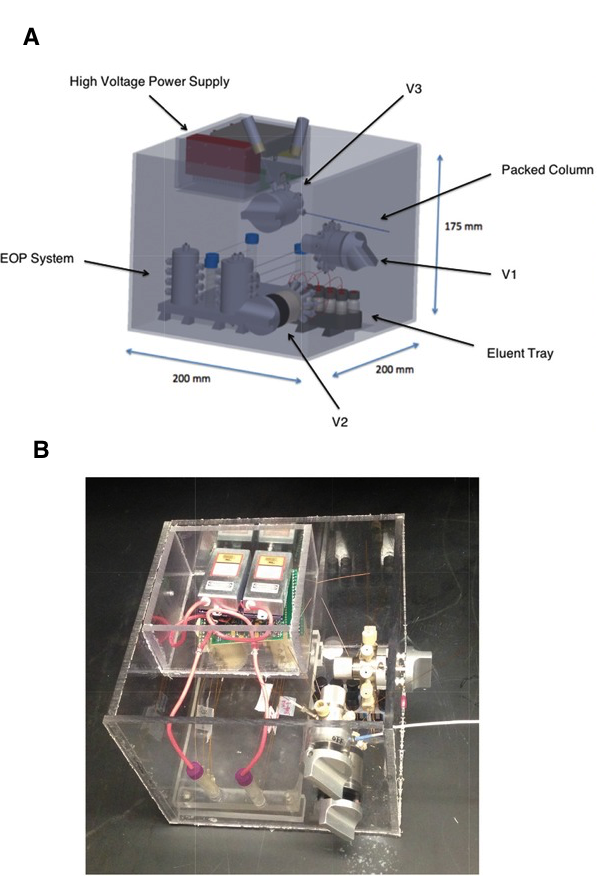 A
High Voltage Power Supply
V3
Packed Column
175 mm
EOP System
V1
Eluent Tray
200 mm
200 mm
V2
B